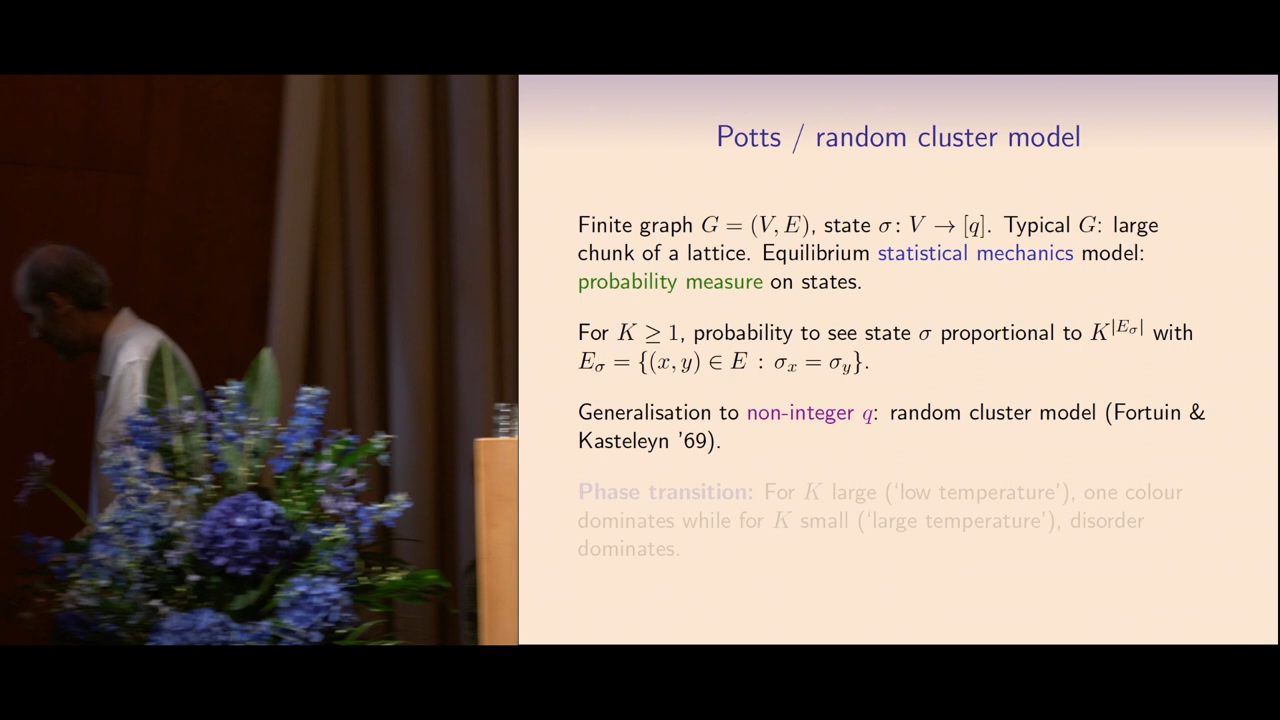 Potts / random cluster model
Finite graph G = (V, E), state σ: V → [q]. Typical G: large
chunk of a lattice. Equilibrium statistical mechanics model:
probability measure on states.
For K ≥ 1, probability to see state σ proportional to K^{|E_σ|} with
E_σ = {(x, y) ∈ E : σ_x = σ_y}.
Generalisation to non-integer q: random cluster model (Fortuin &
Kasteleyn '69).
Phase transition: For K large ('low temperature'), one colour
dominates while for K small ('large temperature'), disorder
dominates.